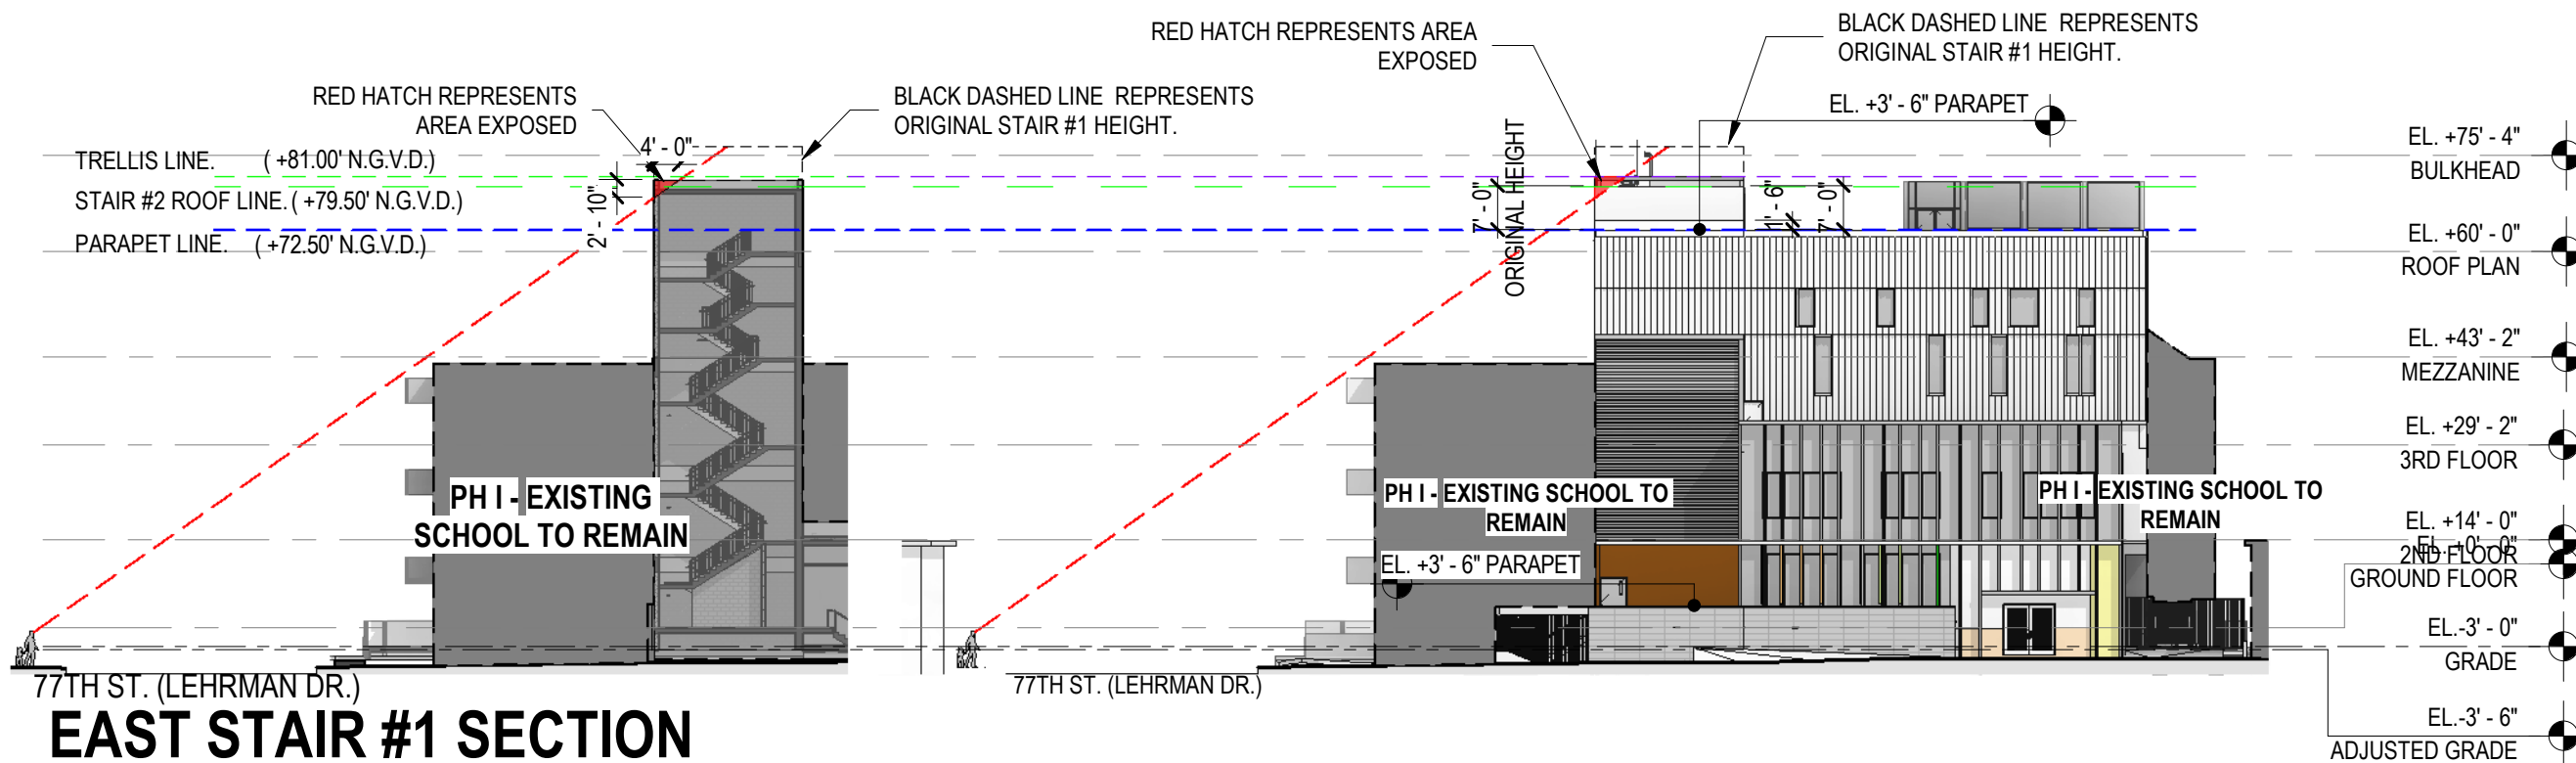 RED HATCH REPRESENTS
AREA EXPOSED
BLACK DASHED LINE REPRESENTS
ORIGINAL STAIR #1 HEIGHT.
TRELLIS LINE. ( +81.00' N.G.V.D.)
STAIR #2 ROOF LINE. ( +79.50' N.G.V.D.)
PARAPET LINE. ( +72.50' N.G.V.D.)
4' - 0"
2' - 10"
PH I - EXISTING
SCHOOL TO REMAIN
77TH ST. (LEHRMAN DR.)
EAST STAIR #1 SECTION
RED HATCH REPRESENTS AREA
EXPOSED
BLACK DASHED LINE REPRESENTS
ORIGINAL STAIR #1 HEIGHT.
EL. +3' - 6" PARAPET
7' - 0"
ORIGINAL HEIGHT
1' - 6"
7' - 0"
PH I - EXISTING SCHOOL TO
REMAIN
PH I - EXISTING SCHOOL TO
REMAIN
EL. +3' - 6" PARAPET
77TH ST. (LEHRMAN DR.)
EL. +75' - 4"
BULKHEAD
EL. +60' - 0"
ROOF PLAN
EL. +43' - 2"
MEZZANINE
EL. +29' - 2"
3RD FLOOR
EL. +14' - 0"
2ND FLOOR
EL. +0' - 0"
GROUND FLOOR
EL.-3' - 0"
GRADE
EL.-3' - 6"
ADJUSTED GRADE